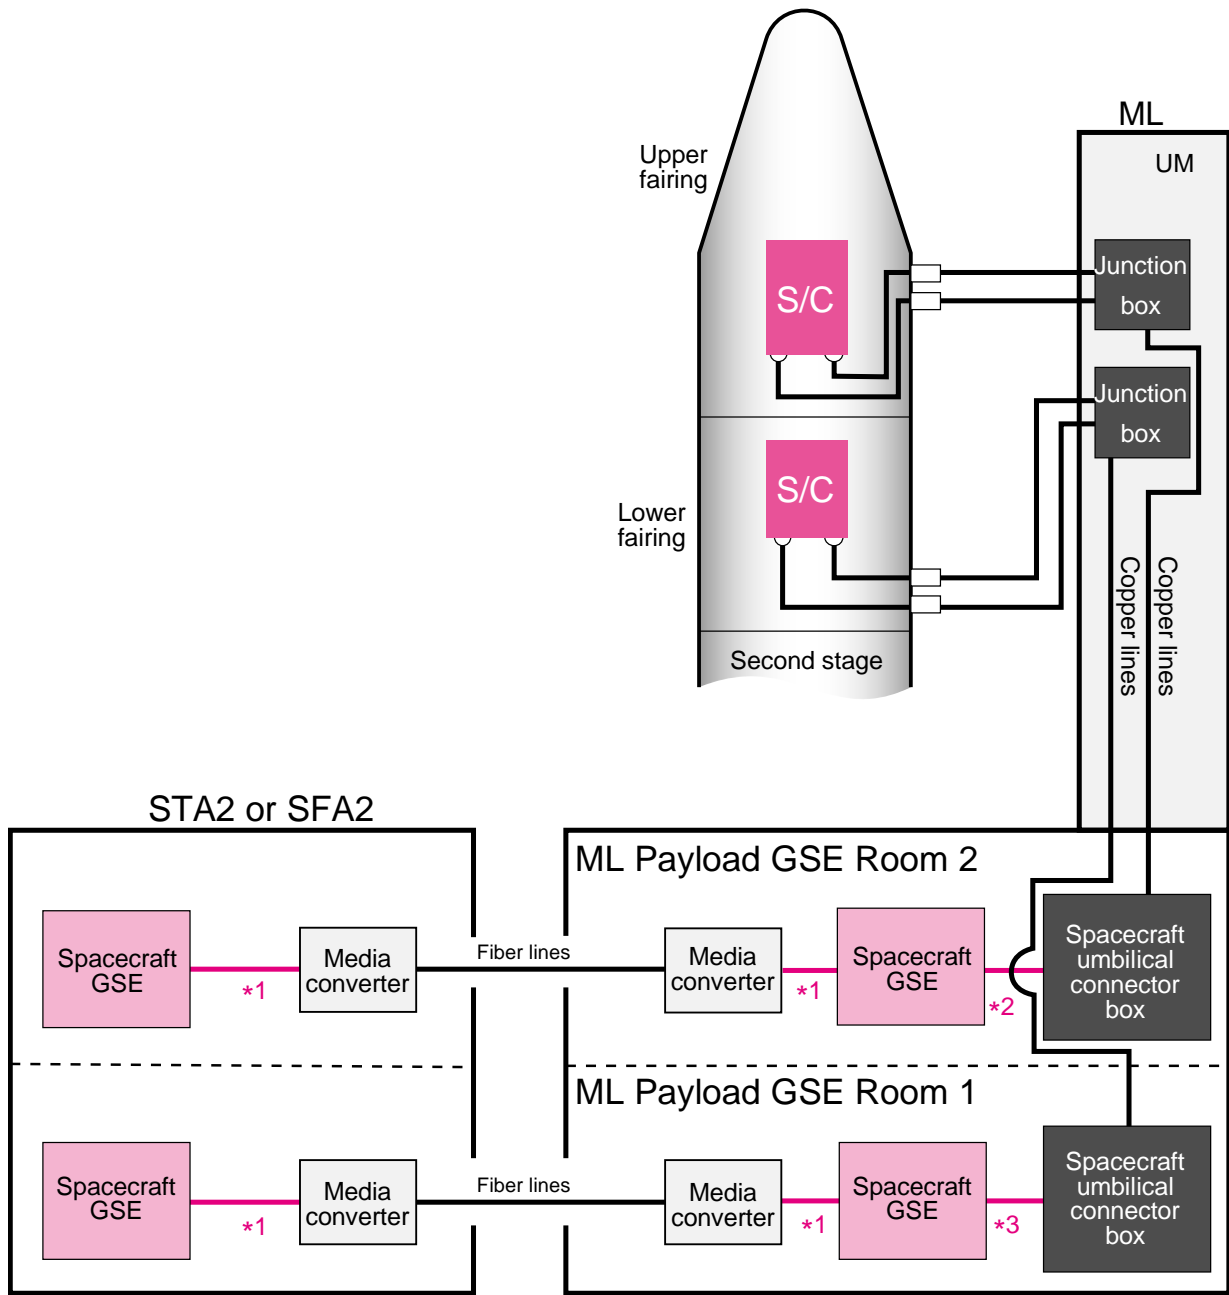 ML
UM
Upper
fairing
S/C
Junction
box
Junction
box
S/C
Lower
fairing
Copper lines
Copper lines
Second stage
STA2 or SFA2
ML Payload GSE Room 2
Spacecraft
GSE
*1
Media
converter
Fiber lines
Media
converter
*1
Spacecraft
GSE
*2
Spacecraft
umbilical
connector
box
ML Payload GSE Room 1
Spacecraft
GSE
*1
Media
converter
Fiber lines
Media
converter
*1
Spacecraft
GSE
*3
Spacecraft
umbilical
connector
box